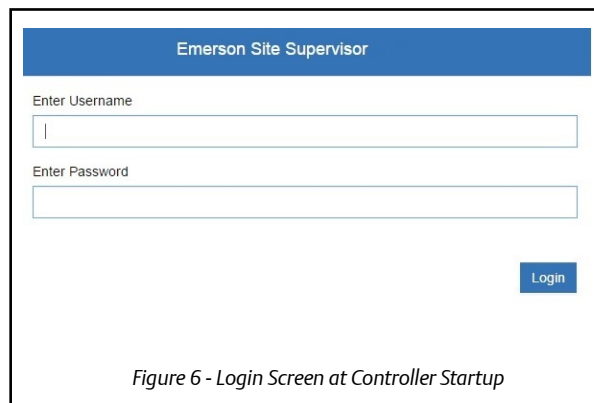 Emerson Site Supervisor
Enter Username
Enter Password
Login
Figure 6 - Login Screen at Controller Startup